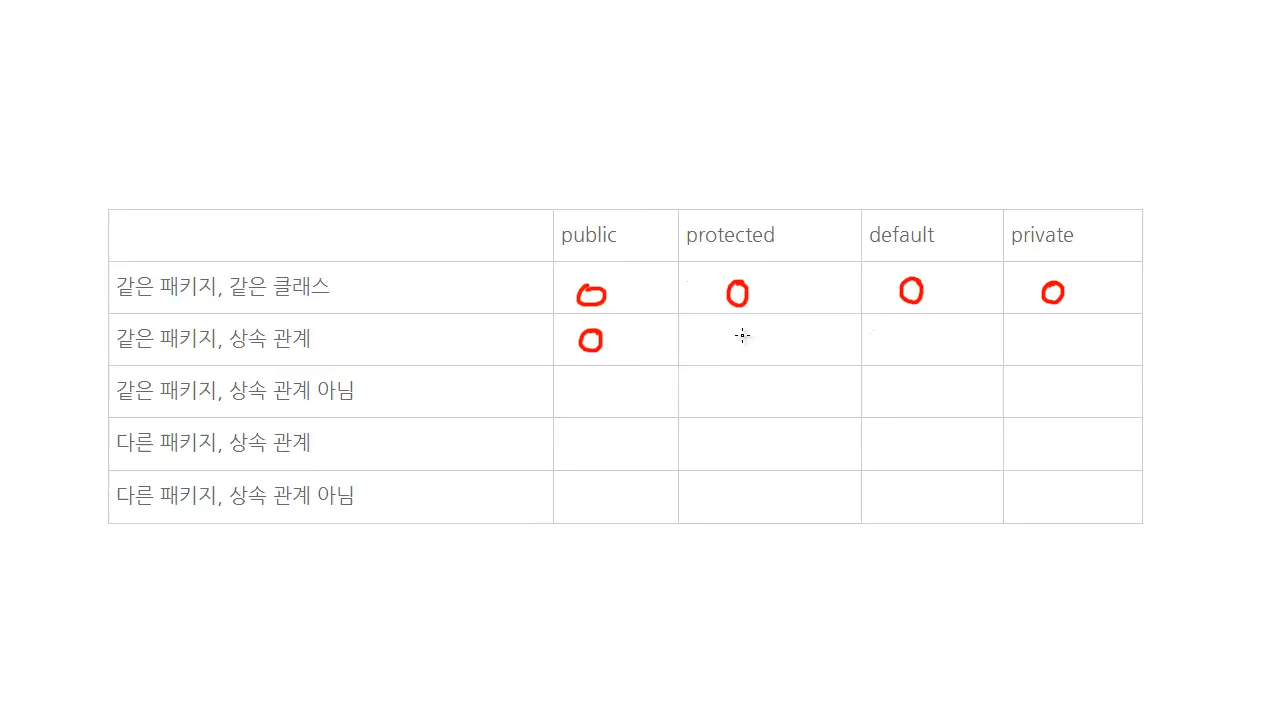 public protected default private
같은 패키지, 같은 클래스 O O O O
같은 패키지, 상속 관계 O
같은 패키지, 상속 관계 아님
다른 패키지, 상속 관계
다른 패키지, 상속 관계 아님